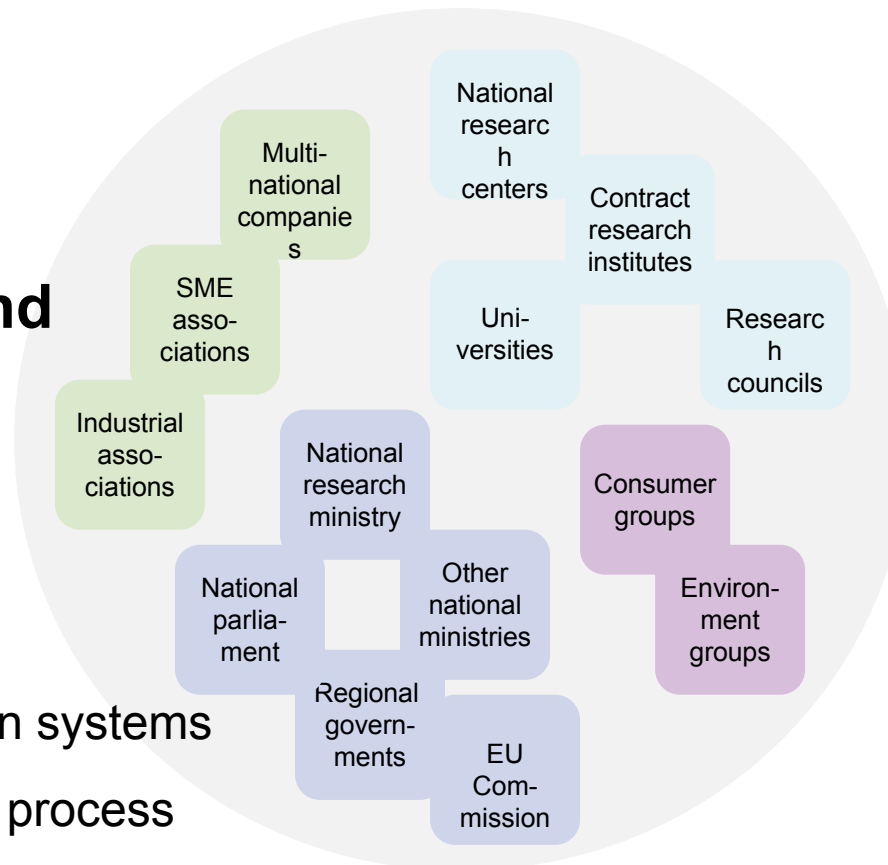 National
researc
h
centers
Multi-
national
companie
s
Contract
research
institutes
SME
asso-
ciations
Uni-
versities
Researc
h
councils
nd
Industrial
asso-
ciations
National
research
ministry
Consumer
groups
National
parlia-
ment
Other
national
ministries
Environ-
ment
groups
Regional
govern-
ments
EU
Com-
mission
n systems
process